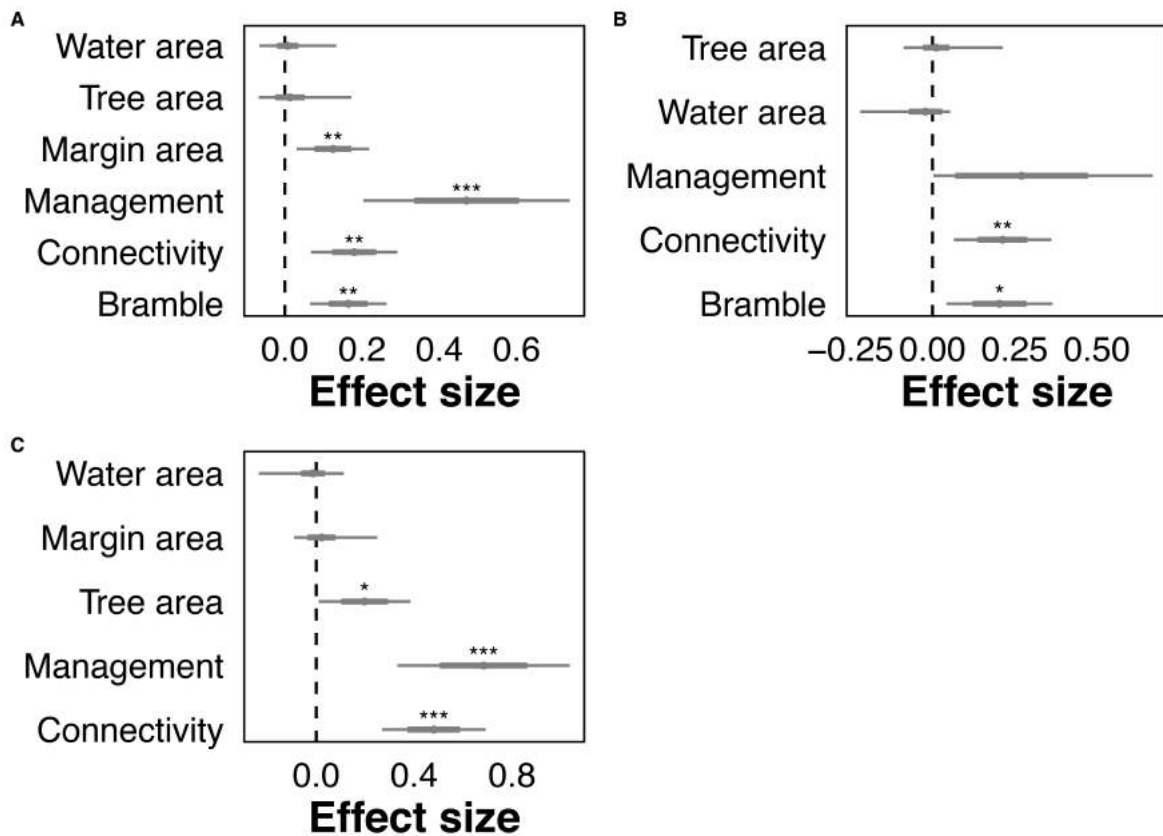 A
Water area
Tree area
Margin area
**
Management
***
Connectivity
**
Bramble
**
0.0 0.2 0.4 0.6
Effect size
B
Tree area
Water area
Management
Connectivity
**
Bramble
*
−0.25 0.00 0.25 0.50
Effect size
C
Water area
Margin area
Tree area
*
Management
***
Connectivity
***
0.0 0.4 0.8
Effect size